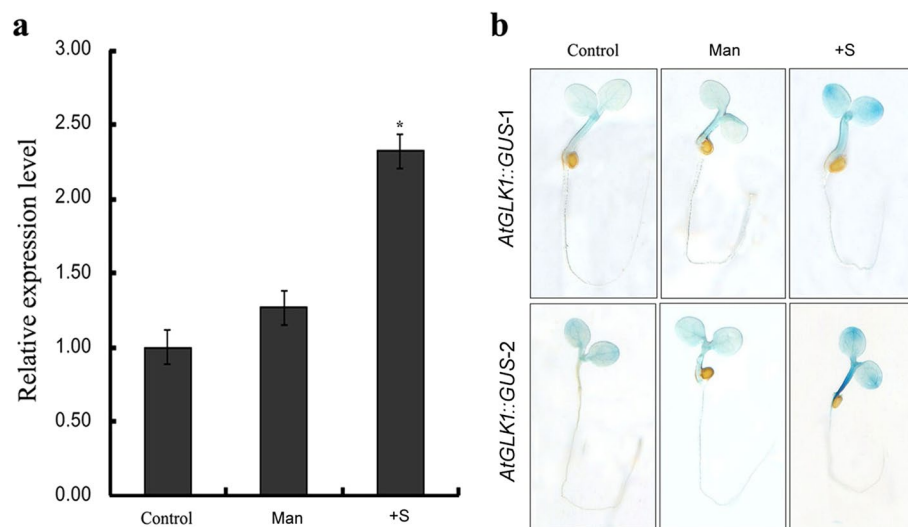 a
Relative expression level
3.00
2.50
2.00
1.50
1.00
0.50
0.00
*
Control Man +S
b
Control Man +S
AtGLK1::GUS-1
AtGLK1::GUS-2